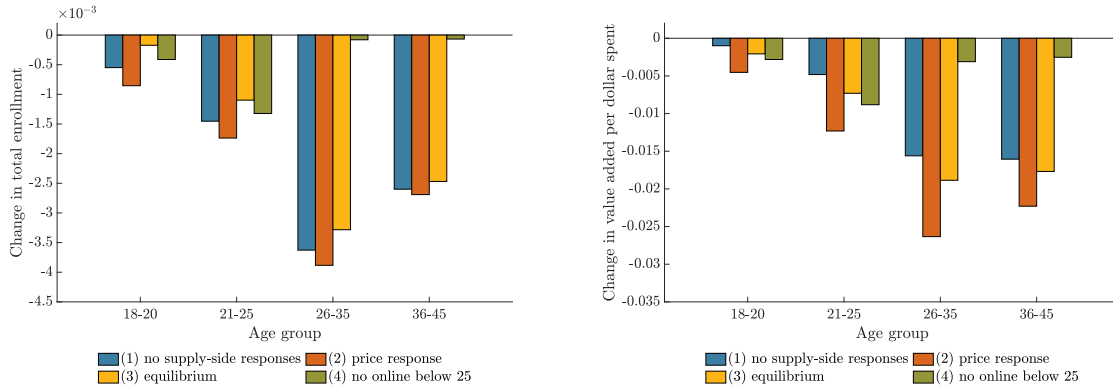 ×10⁻³
0
-0.5
-1
-1.5
-2
-2.5
-3
-3.5
-4
-4.5
Change in total enrollment
18-20 21-25 26-35 36-45
Age group
(1) no supply-side responses (2) price response
(3) equilibrium (4) no online below 25
0
-0.005
-0.01
-0.015
-0.02
-0.025
-0.03
-0.035
Change in value added per dollar spent
18-20 21-25 26-35 36-45
Age group
(1) no supply-side responses (2) price response
(3) equilibrium (4) no online below 25